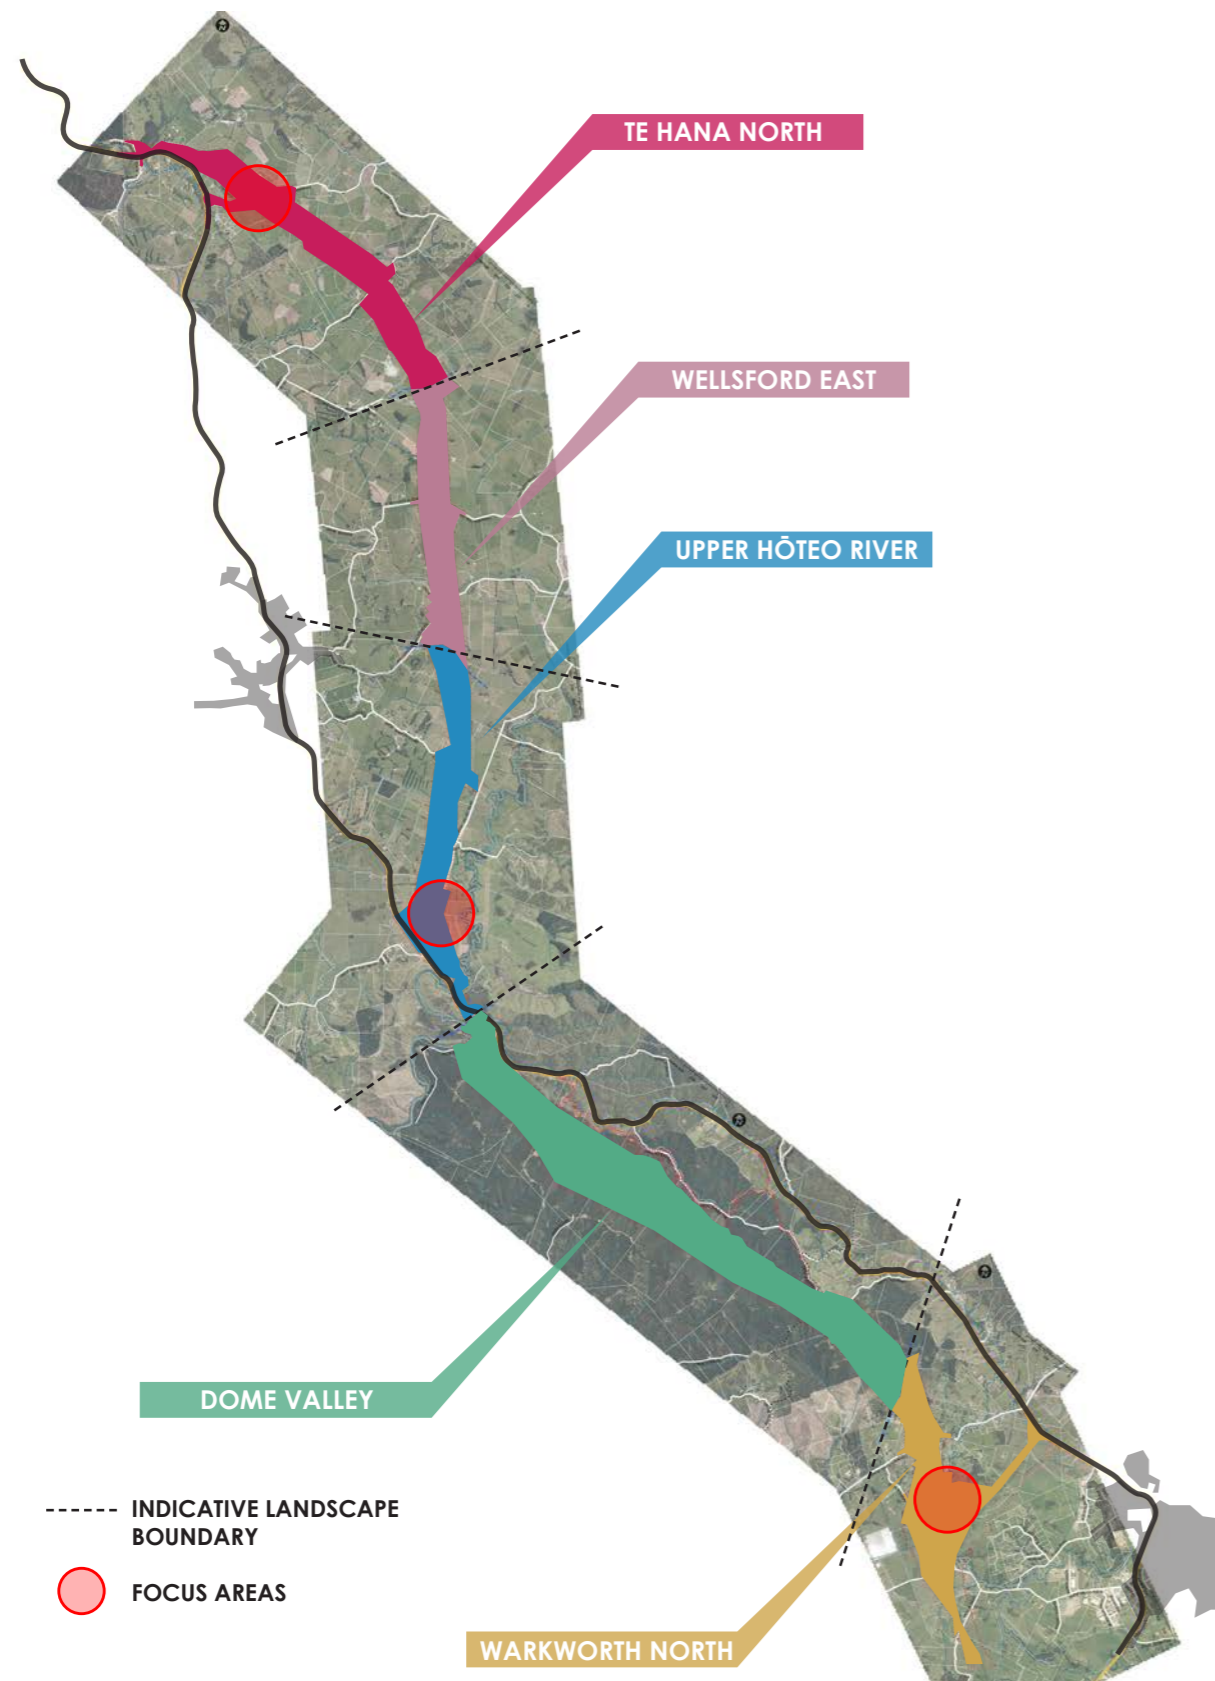 TE HANA NORTH
WELLSFORD EAST
UPPER HŌTEO RIVER
DOME VALLEY
INDICATIVE LANDSCAPE
BOUNDARY
FOCUS AREAS
WARKWORTH NORTH